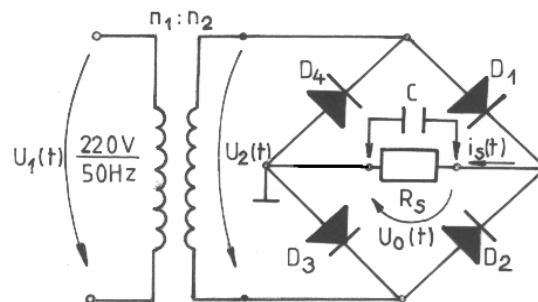 n₁ : n₂
D₄
D₁
C
U₁(t)
220V
50Hz
U₂(t)
iₛ(t)
Rₛ
U₀(t)
D₃
D₂